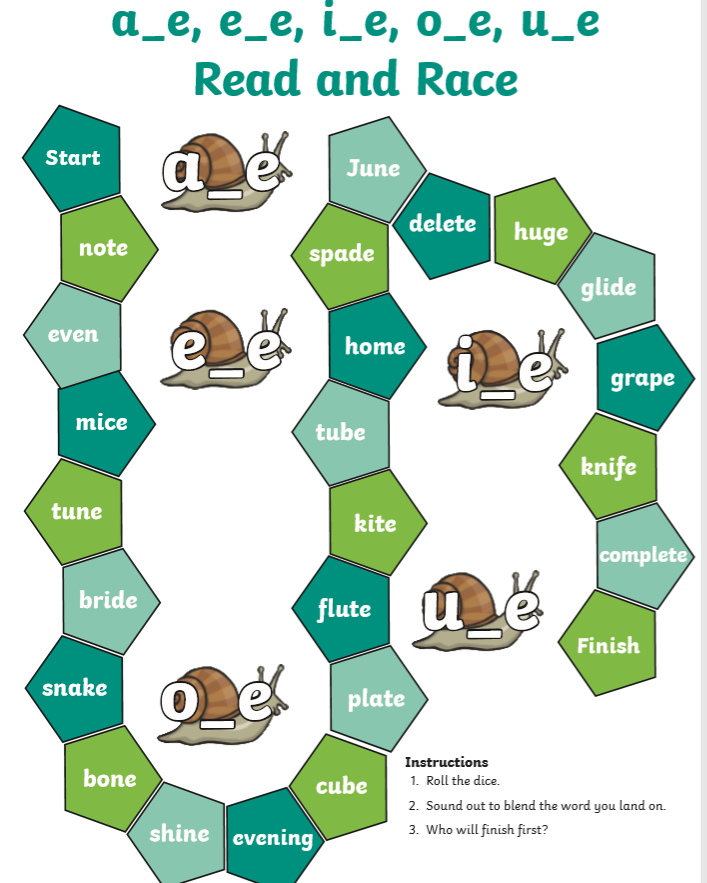 a_e, e_e, i_e, o_e, u_e
Read and Race
Start
note
even
mice
tune
bride
snake
bone
shine
evening
cube
plate
flute
kite
tube
home
spade
June
delete
huge
glide
grape
knife
complete
Finish
a_e
e_e
i_e
o_e
u_e
Instructions
1. Roll the dice.
2. Sound out to blend the word you land on.
3. Who will finish first?